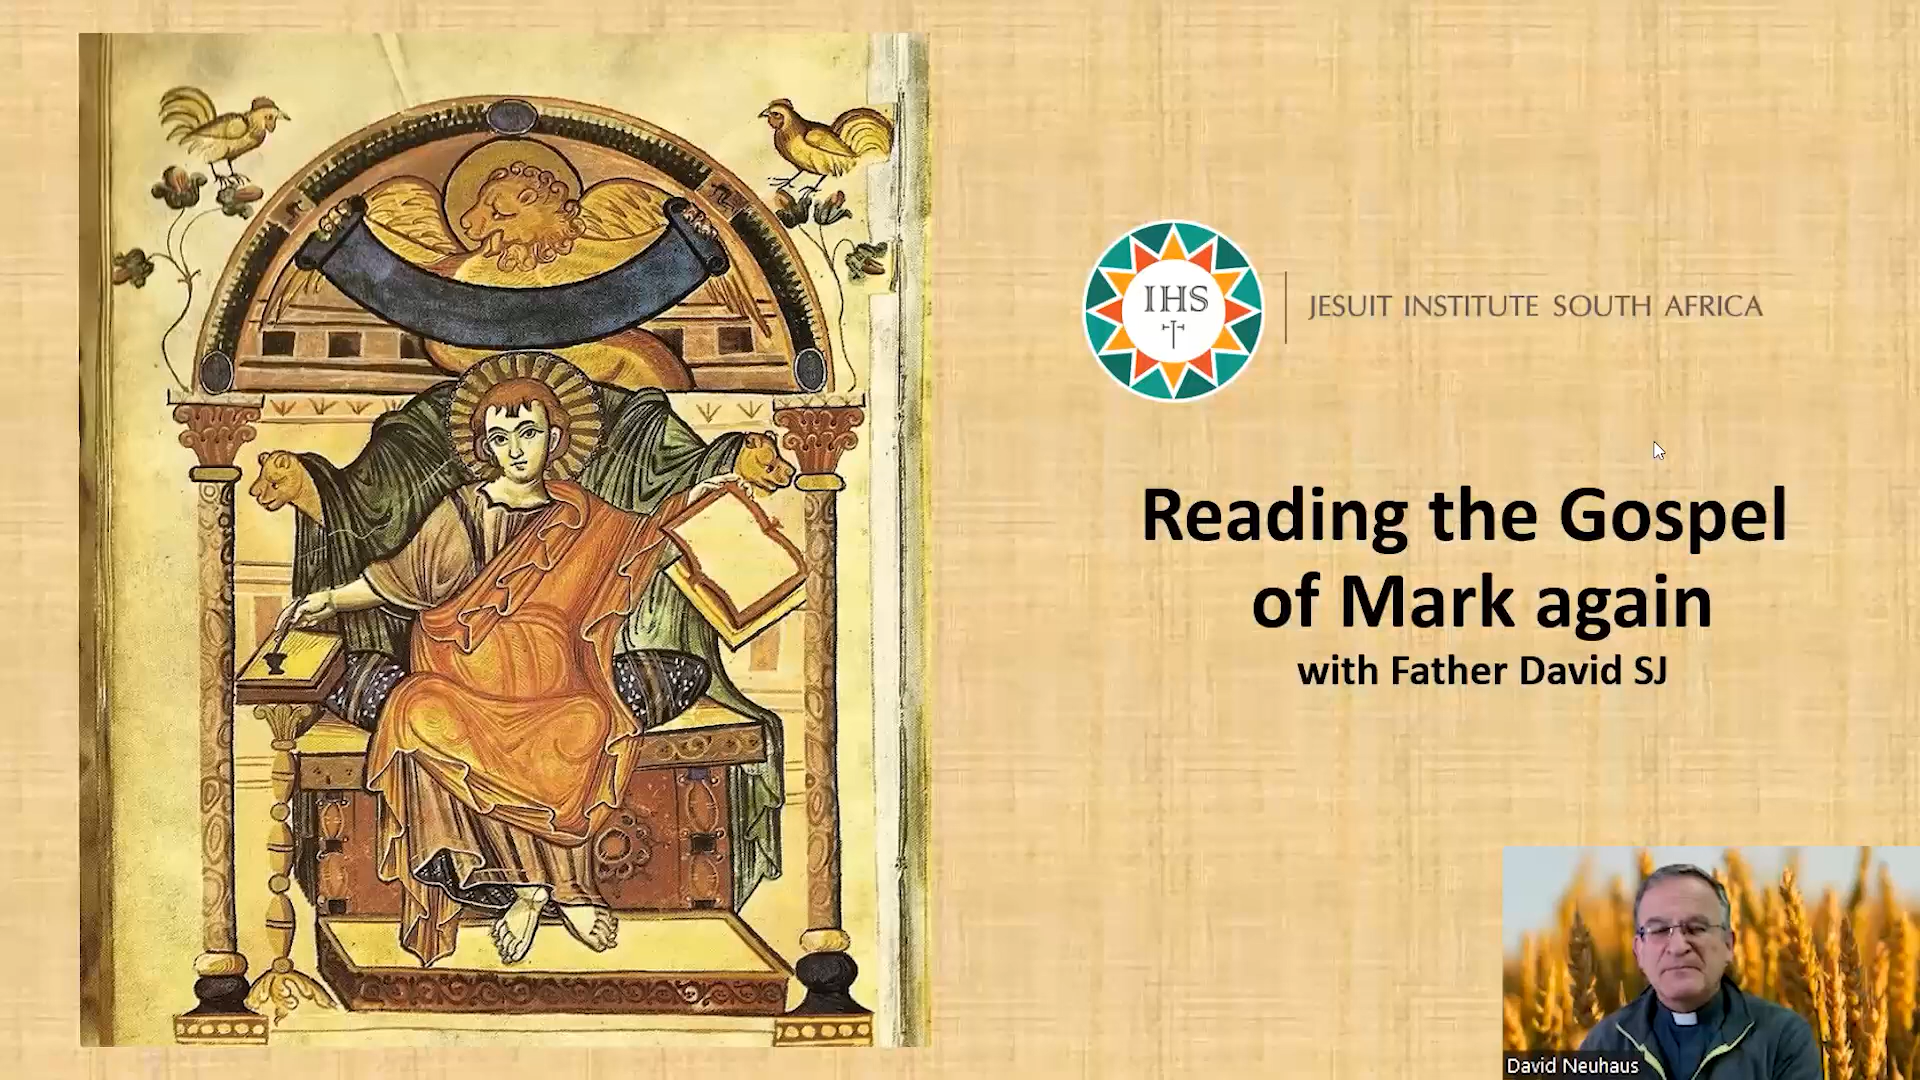 IHS
JESUIT INSTITUTE SOUTH AFRICA
Reading the Gospel
of Mark again
with Father David SJ
David Neuhaus